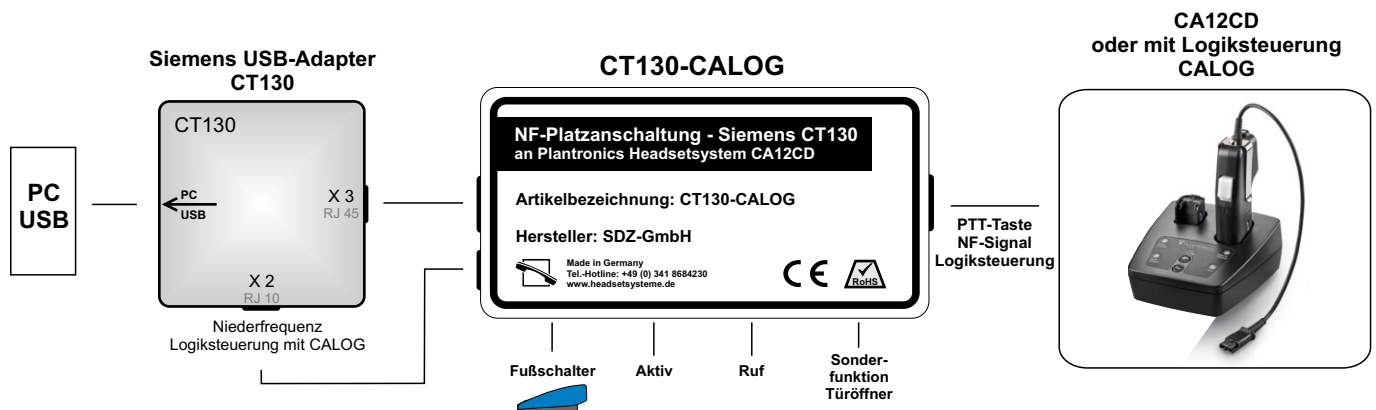 Siemens USB-Adapter
CT130
CT130
PC
USB
PC
USB
X 3
RJ 45
X 2
RJ 10
Niederfrequenz
Logiksteuerung mit CALOG
CT130-CALOG
NF-Platzanschaltung - Siemens CT130
an Plantronics Headsetsystem CA12CD
Artikelbezeichnung: CT130-CALOG
Hersteller: SDZ-GmbH
Made in Germany
Tel.-Hotline: +49 (0) 341 8684230
www.headsetsysteme.de
CE
RoHS
Fußschalter
Aktiv
Ruf
Sonder-
funktion
Türöffner
PTT-Taste
NF-Signal
Logiksteuerung
CA12CD
oder mit Logiksteuerung
CALOG